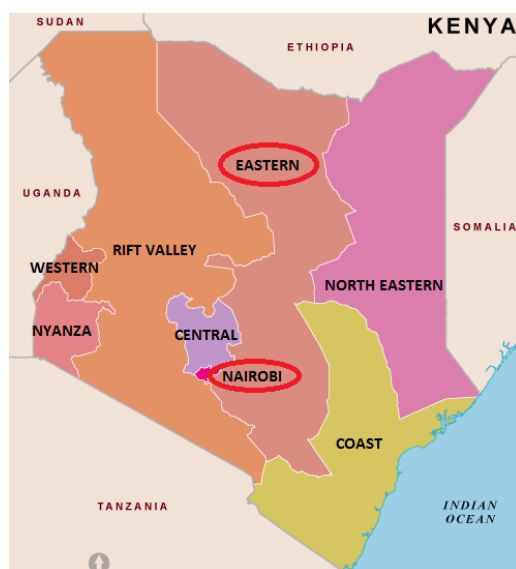 SUDAN
KENYA
ETHIOPIA
EASTERN
UGANDA
SOMALIA
RIFT VALLEY
WESTERN
NORTH EASTERN
NYANZA
CENTRAL
NAIROBI
COAST
TANZANIA
INDIAN
OCEAN